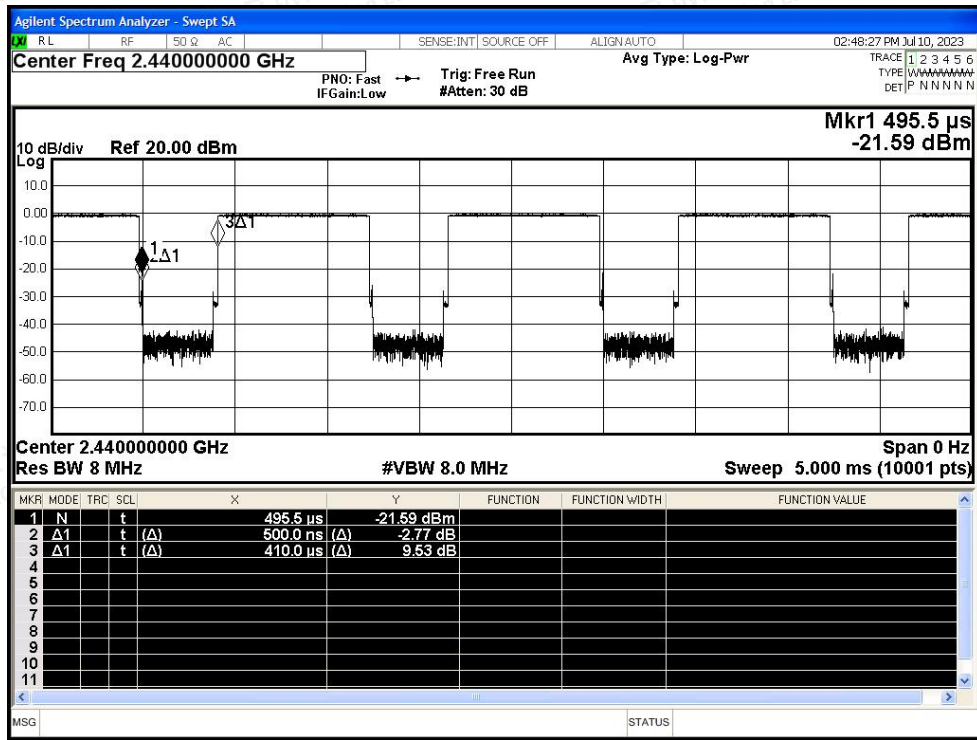 Agilent Spectrum Analyzer - Swept SA
LXI RL RF 50 Ω AC SENSE:INT SOURCE OFF ALIGN AUTO 02:48:27 PM Jul 10, 2023
Center Freq 2.440000000 GHz
PNO: Fast
IFGain:Low
Trig: Free Run
#Atten: 30 dB
Avg Type: Log-Pwr
TRACE 1 2 3 4 5 6
TYPE
DET P N N N N N
Mkr1 495.5 µs
-21.59 dBm
10 dB/div Ref 20.00 dBm
Log
10.0
0.00
-10.0
-20.0
-30.0
-40.0
-50.0
-60.0
-70.0
3Δ1
1
2Δ1
Center 2.440000000 GHz Span 0 Hz
Res BW 8 MHz #VBW 8.0 MHz Sweep 5.000 ms (10001 pts)
MKR MODE TRC SCL X Y FUNCTION FUNCTION WIDTH FUNCTION VALUE
1 N t 495.5 µs -21.59 dBm
2 Δ1 t (Δ) 500.0 ns (Δ) -2.77 dB
3 Δ1 t (Δ) 410.0 µs (Δ) 9.53 dB
4
5
6
7
8
9
10
11
MSG STATUS